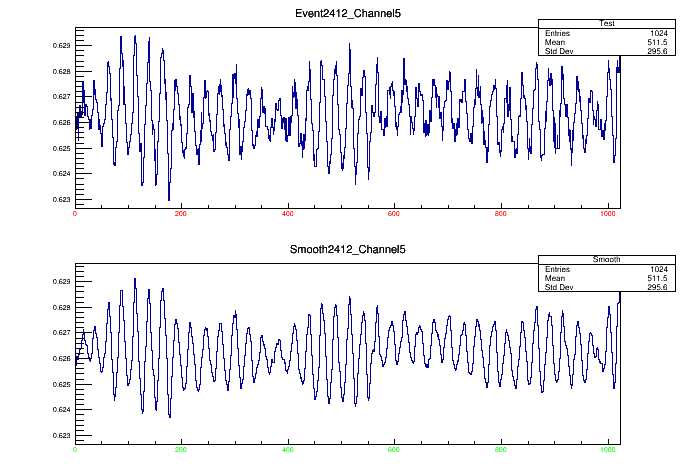 Event2412_Channel5
Test
Entries 1024
Mean 511.5
Std Dev 295.6
0.629
0.628
0.627
0.626
0.625
0.624
0.623
0 200 400 600 800 1000
Smooth2412_Channel5
Smooth
Entries 1024
Mean 511.5
Std Dev 295.6
0.629
0.628
0.627
0.626
0.625
0.624
0.623
0 200 400 600 800 1000